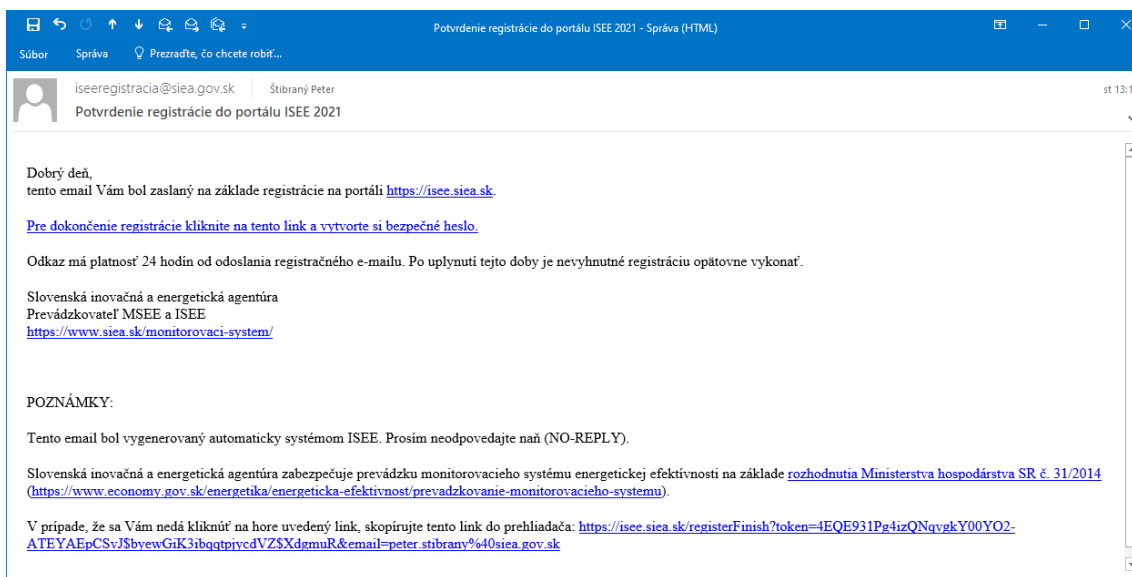 Potvrdenie registrácie do portálu ISEE 2021 - Správa (HTML)
Súbor Správa Prezraďte, čo chcete robiť...
iseeregistracia@siea.gov.sk Štibraný Peter
st 13:1
Potvrdenie registrácie do portálu ISEE 2021
Dobrý deň,
tento email Vám bol zaslaný na základe registrácie na portáli https://isee.siea.sk.
Pre dokončenie registrácie kliknite na tento link a vytvorte si bezpečné heslo.
Odkaz má platnosť 24 hodín od odoslania registračného e-mailu. Po uplynutí tejto doby je nevyhnutné registráciu opätovne vykonať.
Slovenská inovačná a energetická agentúra
Prevádzkovateľ MSEE a ISEE
https://www.siea.sk/monitorovaci-system/
POZNÁMKY:
Tento email bol vygenerovaný automaticky systémom ISEE. Prosím neodpovedajte naň (NO-REPLY).
Slovenská inovačná a energetická agentúra zabezpečuje prevádzku monitorovacieho systému energetickej efektívnosti na základe rozhodnutia Ministerstva hospodárstva SR č. 31/2014
(https://www.economy.gov.sk/energetika/energeticka-efektivnost/prevadzkovanie-monitorovacieho-systemu).
V prípade, že sa Vám nedá kliknúť na hore uvedený link, skopírujte tento link do prehliadača: https://isee.siea.sk/registerFinish?token=4EQE931Pg4izQNqvgkY00YO2-
ATEYAEpCSvJ$byewGiK3ibqqtpjycdVZ$XdgmuR&email=peter.stibrany%40siea.gov.sk